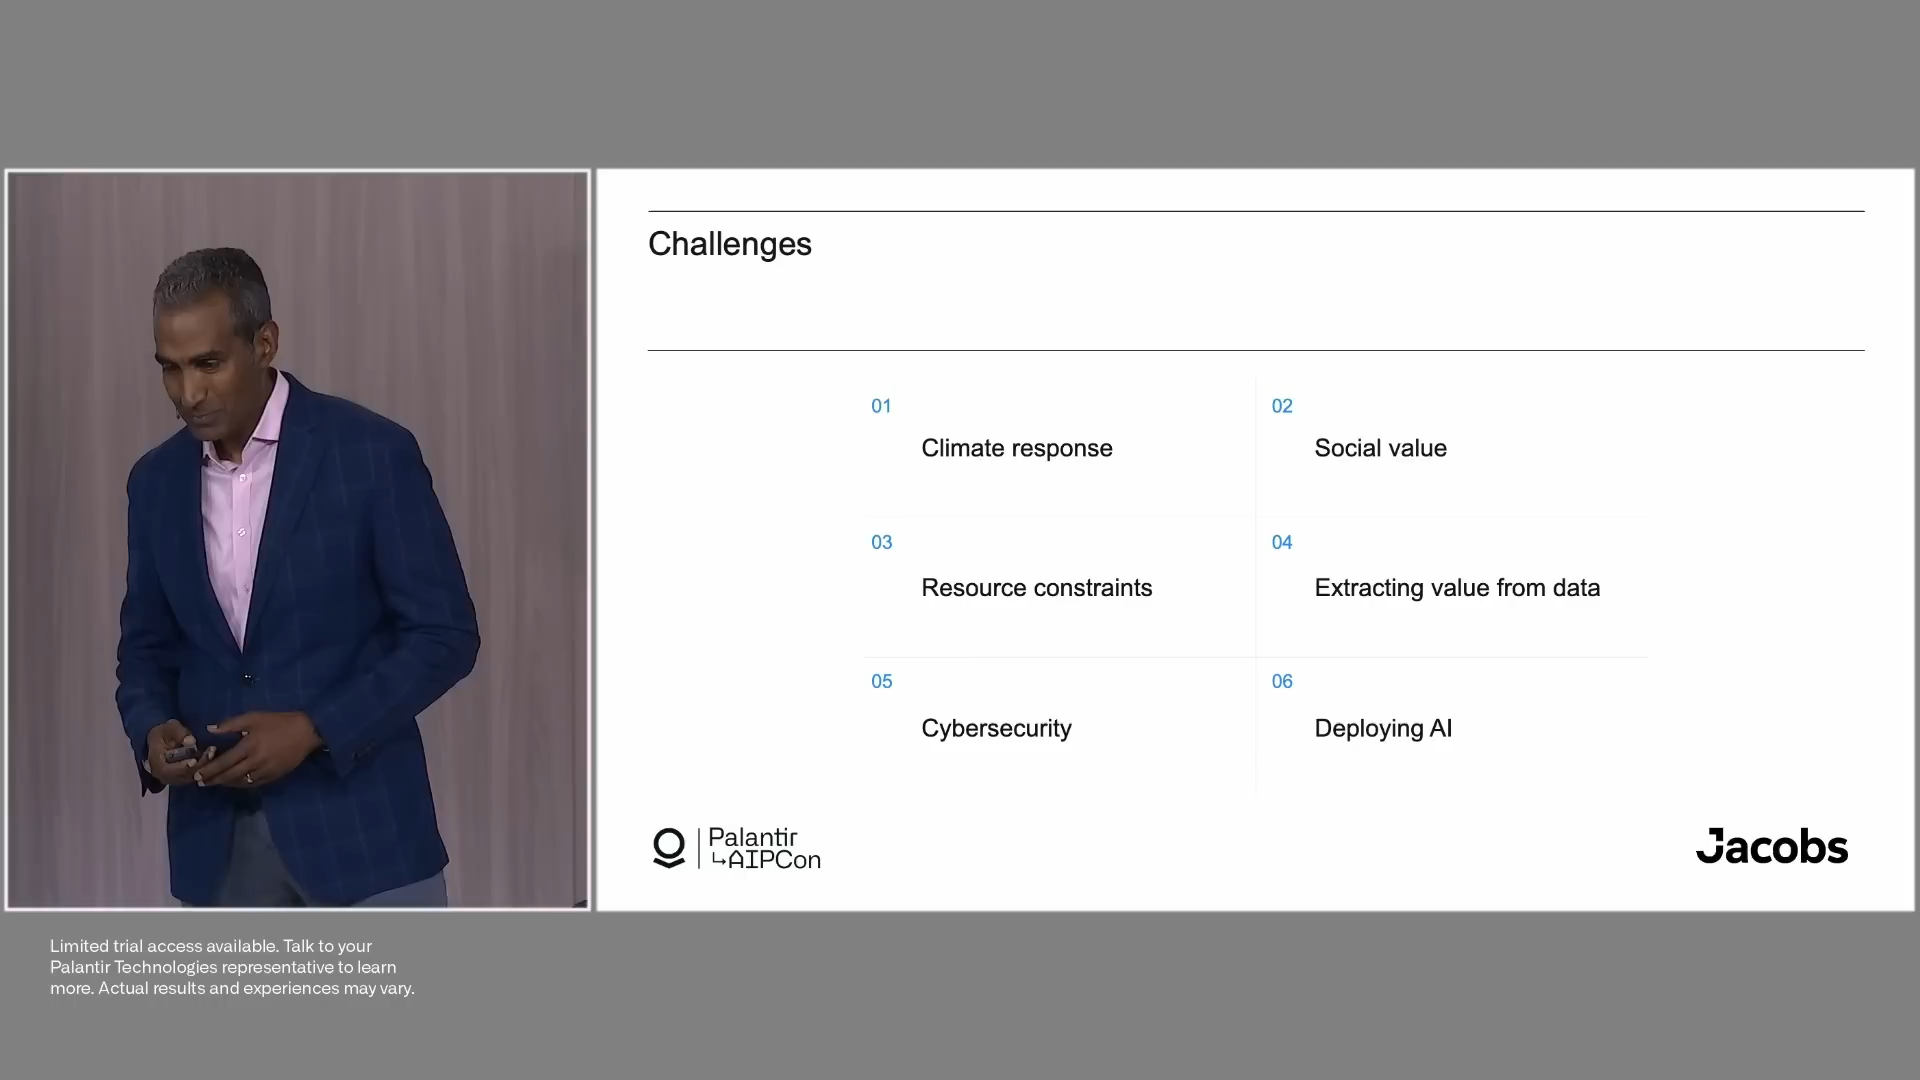 Challenges
01
Climate response
02
Social value
03
Resource constraints
04
Extracting value from data
05
Cybersecurity
06
Deploying AI
Palantir
↳AIPCon
Jacobs
Limited trial access available. Talk to your
Palantir Technologies representative to learn
more. Actual results and experiences may vary.